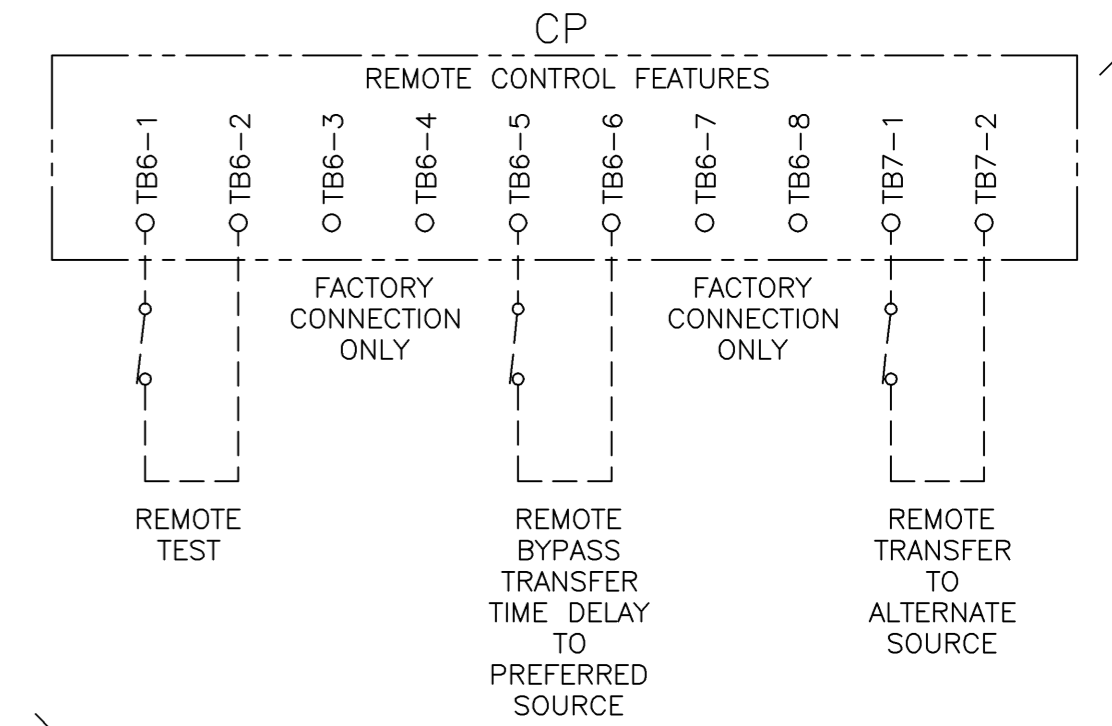 CP
REMOTE CONTROL FEATURES
TB6-1
TB6-2
TB6-3
TB6-4
TB6-5
TB6-6
TB6-7
TB6-8
TB7-1
TB7-2
FACTORY
CONNECTION
ONLY
FACTORY
CONNECTION
ONLY
REMOTE
TEST
REMOTE
BYPASS
TRANSFER
TIME DELAY
TO
PREFERRED
SOURCE
REMOTE
TRANSFER
TO
ALTERNATE
SOURCE